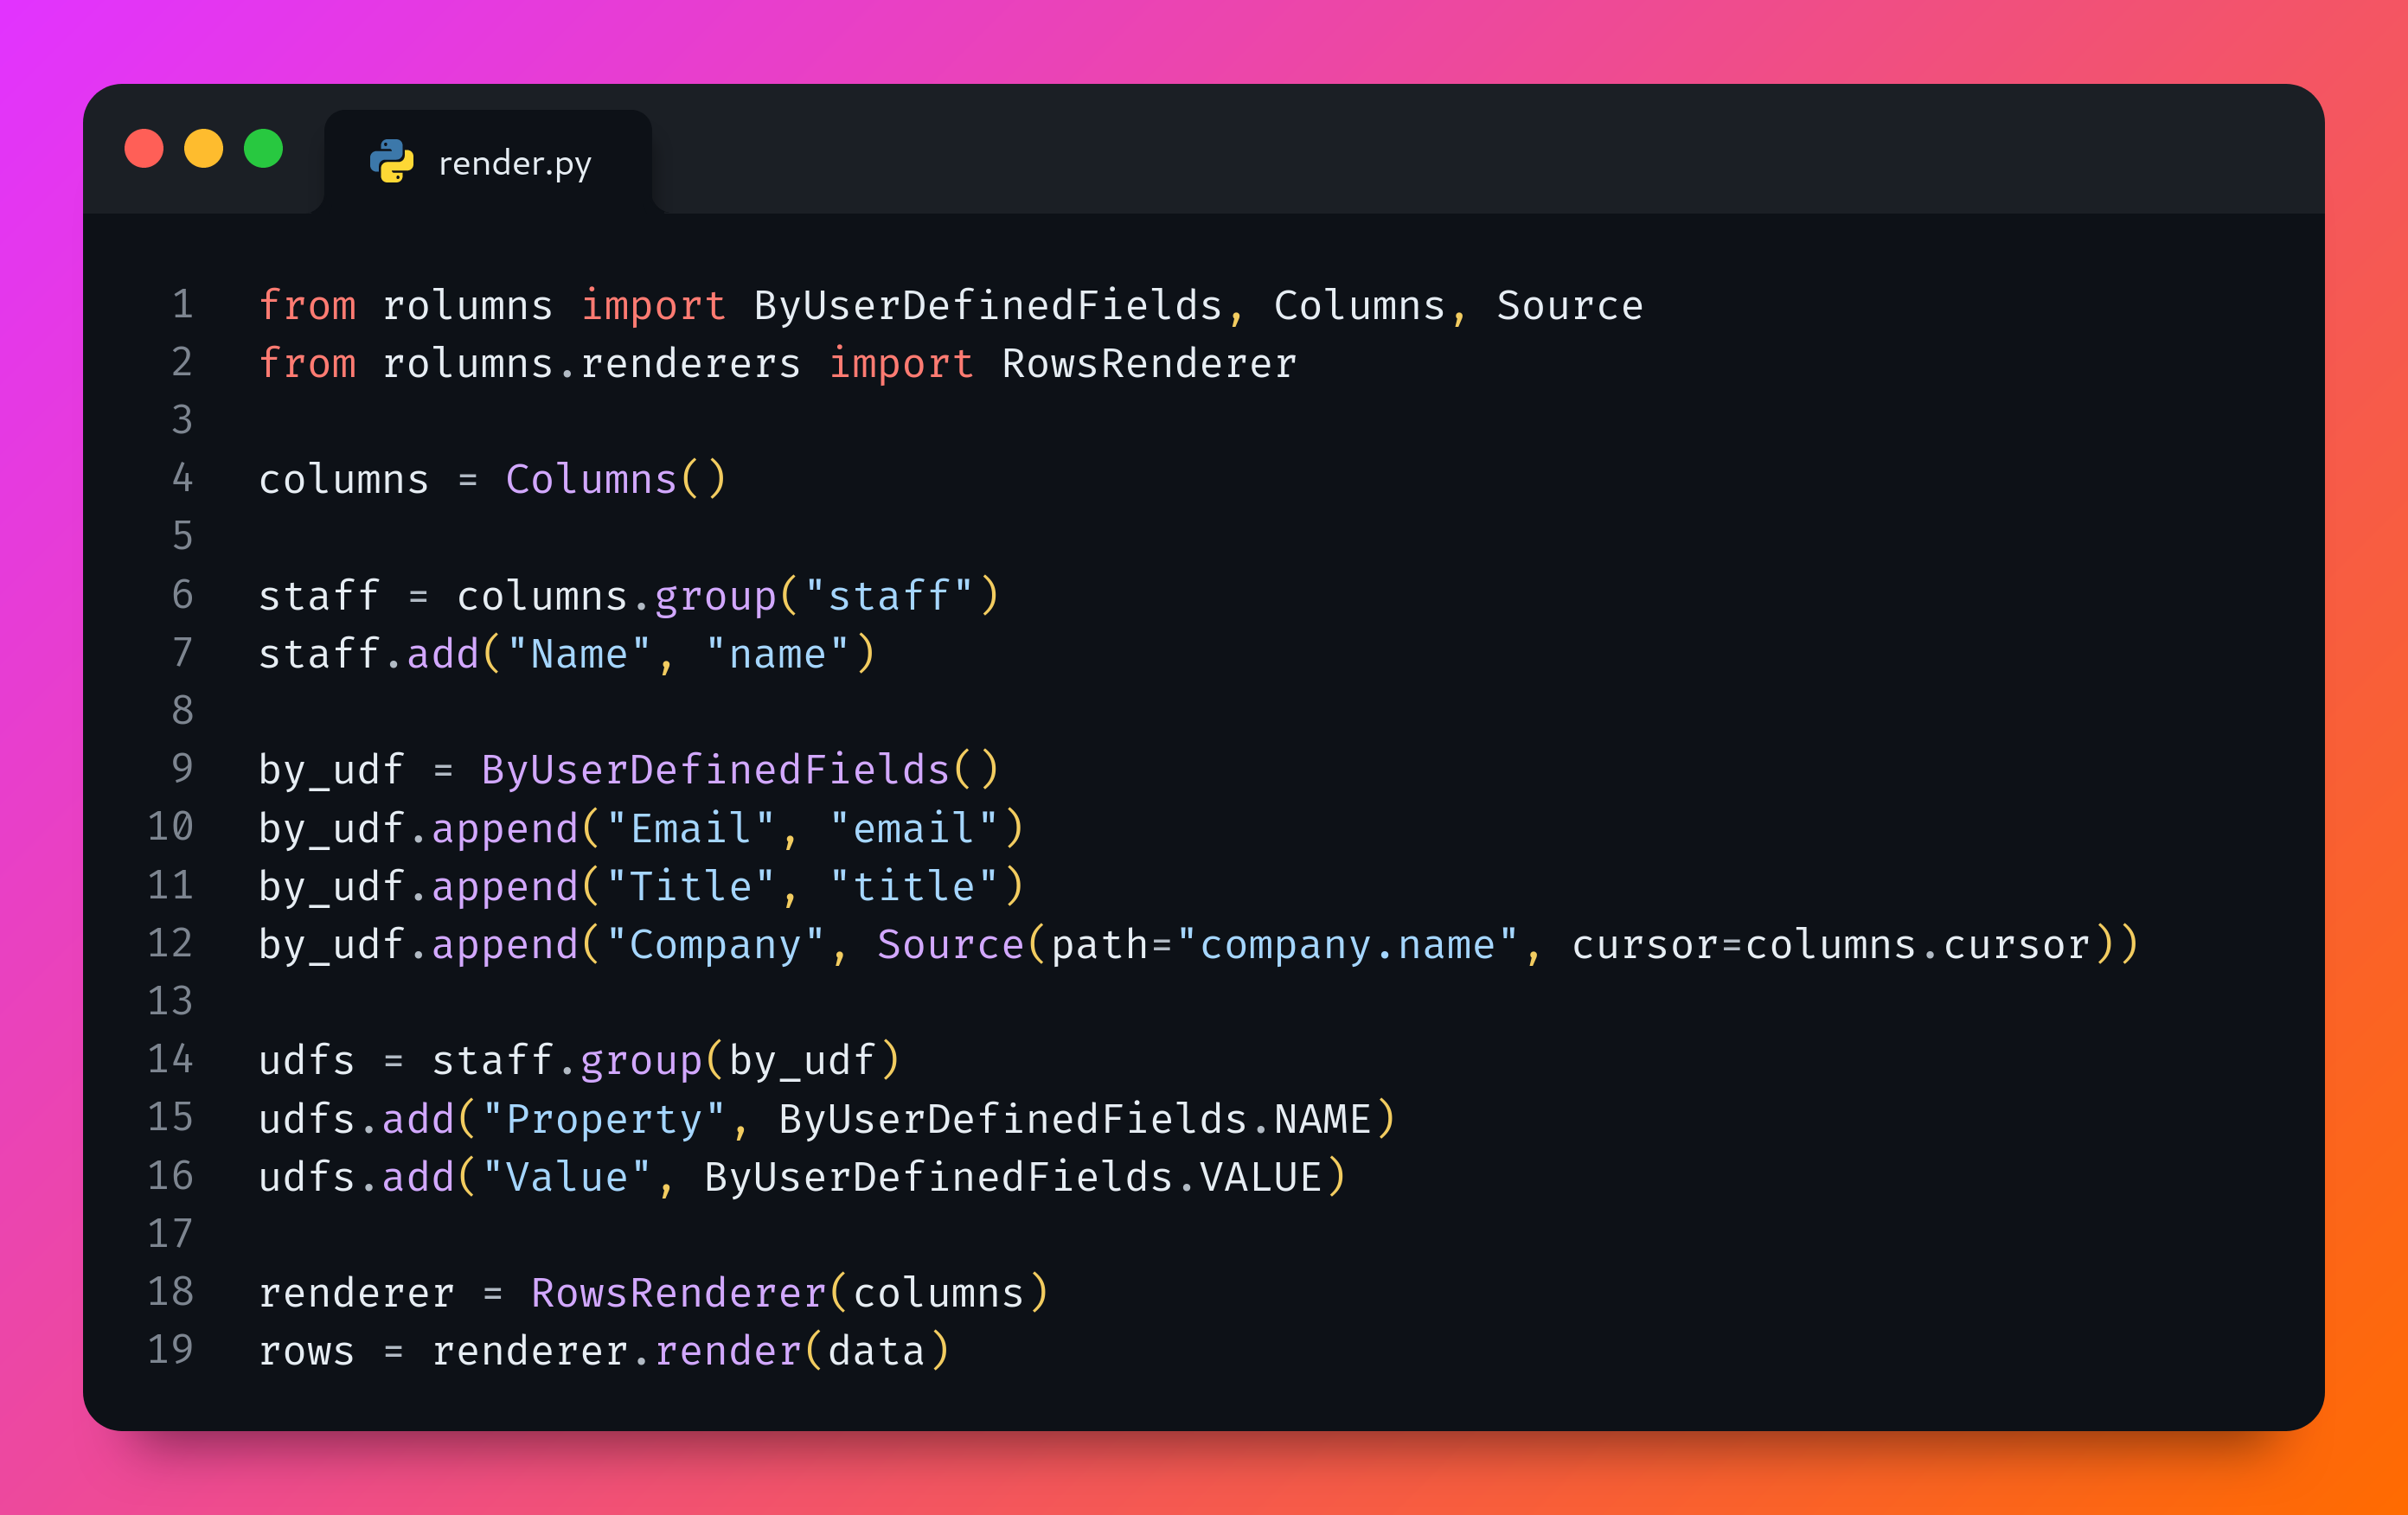 render.py
1 from rolumns import ByUserDefinedFields, Columns, Source
2 from rolumns.renderers import RowsRenderer
3
4 columns = Columns()
5
6 staff = columns.group("staff")
7 staff.add("Name", "name")
8
9 by_udf = ByUserDefinedFields()
10 by_udf.append("Email", "email")
11 by_udf.append("Title", "title")
12 by_udf.append("Company", Source(path="company.name", cursor=columns.cursor))
13
14 udfs = staff.group(by_udf)
15 udfs.add("Property", ByUserDefinedFields.NAME)
16 udfs.add("Value", ByUserDefinedFields.VALUE)
17
18 renderer = RowsRenderer(columns)
19 rows = renderer.render(data)